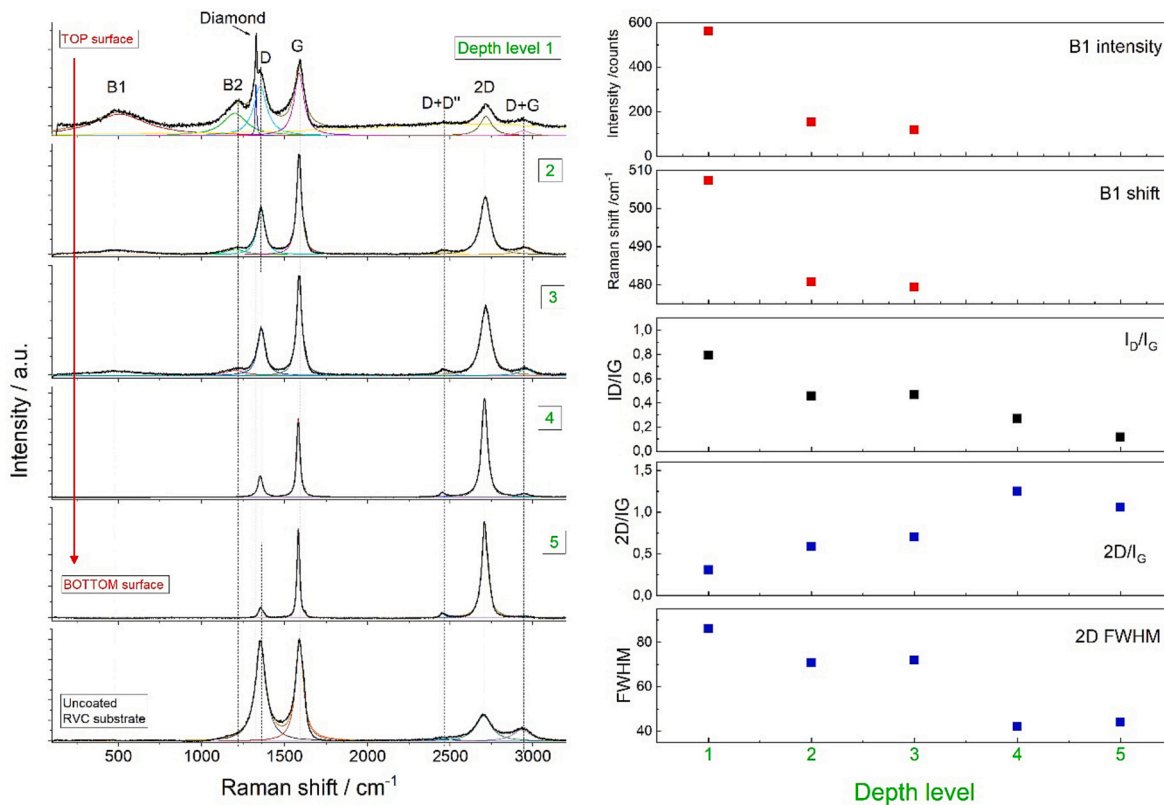 Diamond
TOP surface
D
G
Depth level 1
B1
B2
D+D"
2D
D+G
2
3
4
5
BOTTOM surface
Uncoated
RVC substrate
Intensity / a.u.
500
1000
1500
2000
2500
3000
Raman shift / cm-1
B1 intensity
Intensity /counts
600
400
200
0
B1 shift
Raman shift /cm-1
510
500
490
480
ID/IG
ID/IG
1,0
0,8
0,6
0,4
0,2
0,0
2D/IG
2D/IG
1,5
1,0
0,5
0,0
2D FWHM
FWHM
80
60
40
1
2
3
4
5
Depth level